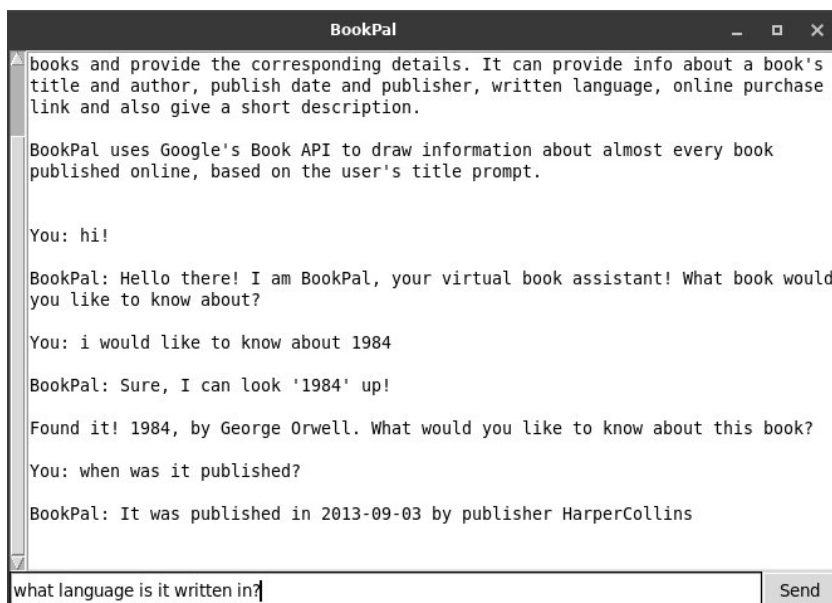 BookPal
books and provide the corresponding details. It can provide info about a book's
title and author, publish date and publisher, written language, online purchase
link and also give a short description.
BookPal uses Google's Book API to draw information about almost every book
published online, based on the user's title prompt.
You: hi!
BookPal: Hello there! I am BookPal, your virtual book assistant! What book would
you like to know about?
You: i would like to know about 1984
BookPal: Sure, I can look '1984' up!
Found it! 1984, by George Orwell. What would you like to know about this book?
You: when was it published?
BookPal: It was published in 2013-09-03 by publisher HarperCollins
what language is it written in?
Send